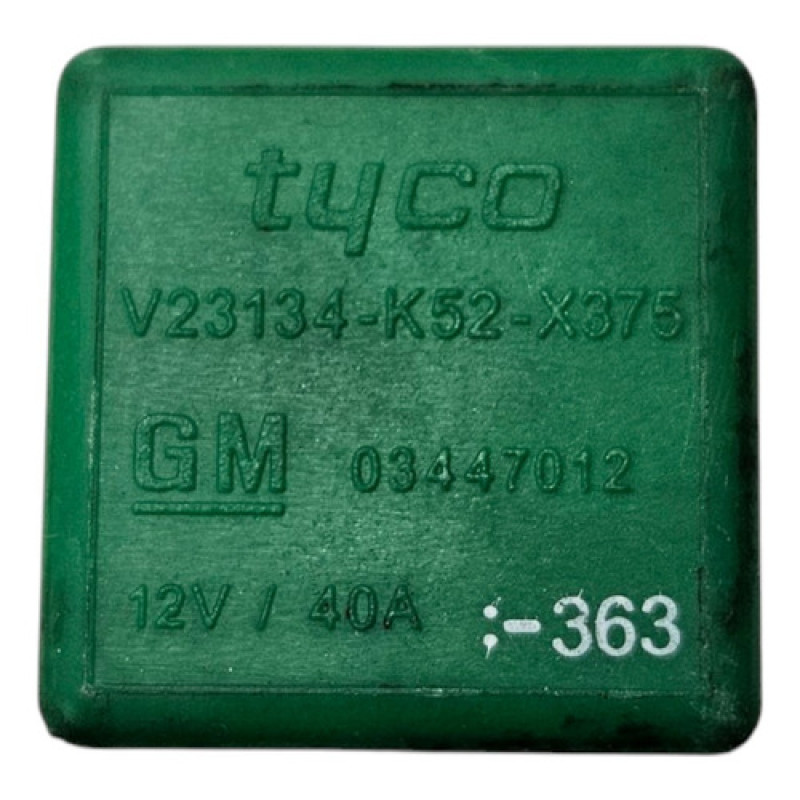 tyco
V23134-K52-X375
GM 03447012
12V / 40A :-363